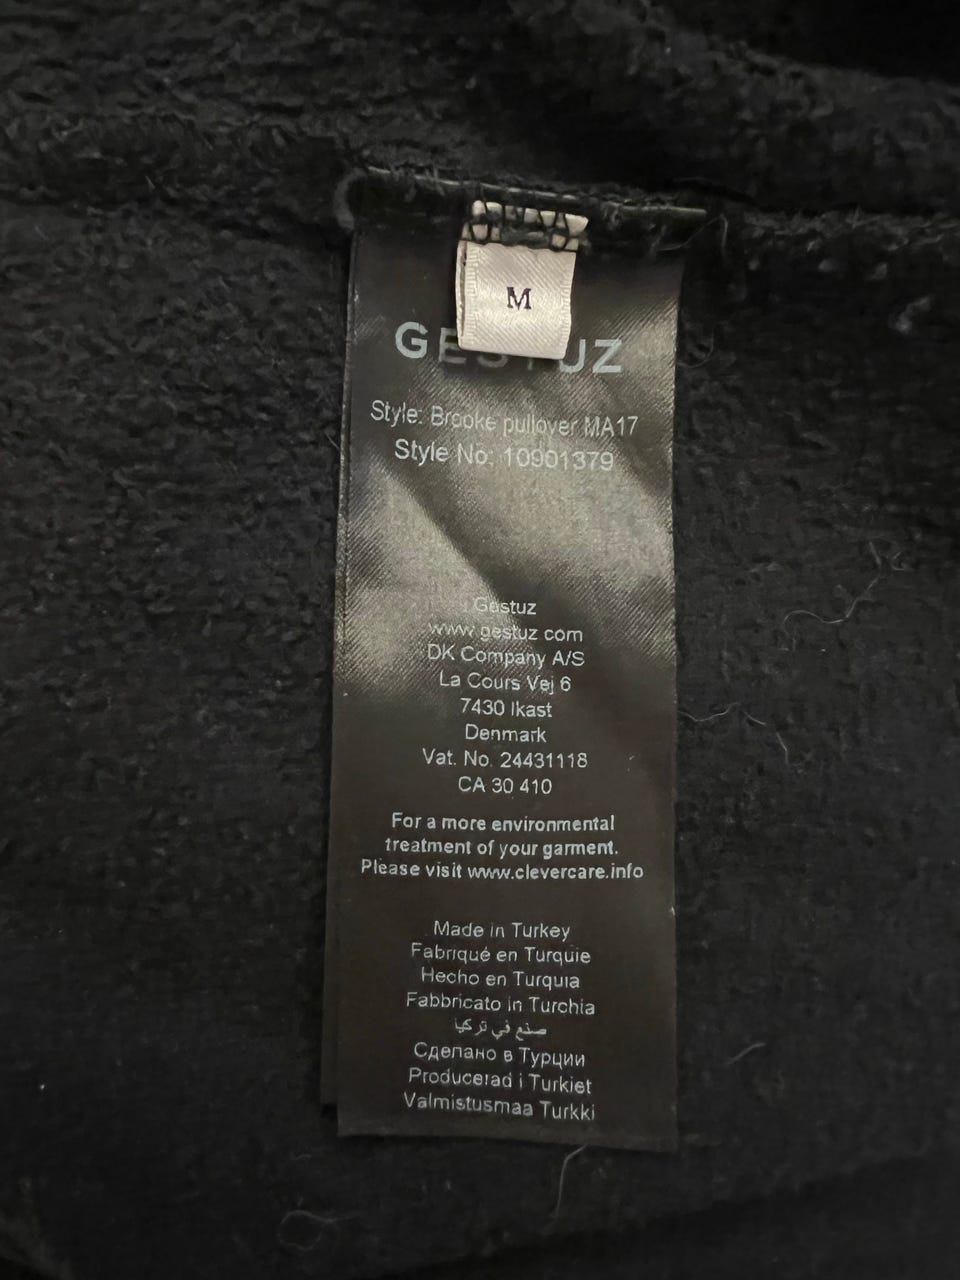 M
GESTUZ
Style: Brooke pullover MA17
Style No: 10901379
Gestuz
www.gestuz.com
DK Company A/S
La Cours Vej 6
7430 Ikast
Denmark
Vat. No. 24431118
CA 30 410
For a more environmental
treatment of your garment.
Please visit www.clevercare.info
Made in Turkey
Fabriqué en Turquie
Hecho en Turquia
Fabbricato in Turchia
صنع في تركيا
Сделано в Турции
Producerad i Turkiet
Valmistusmaa Turkki